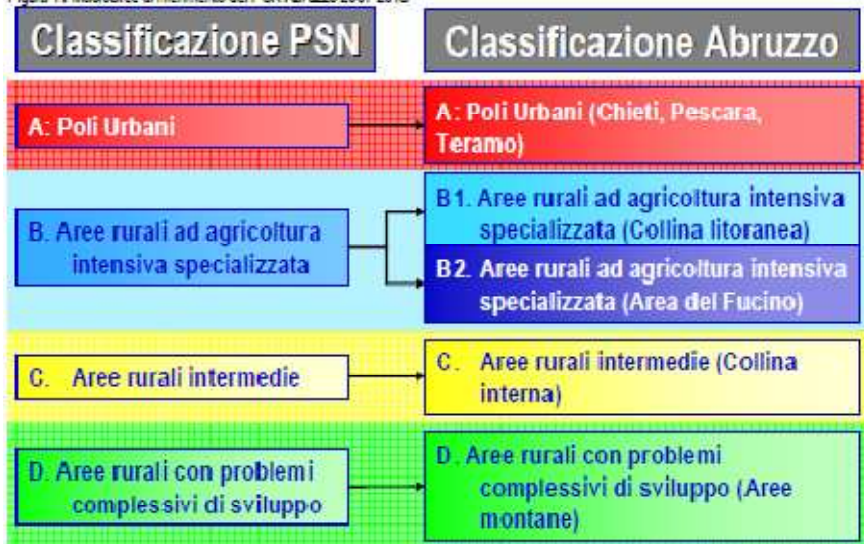 Classificazione PSN
Classificazione Abruzzo
A: Poli Urbani
A: Poli Urbani (Chieti, Pescara,
Teramo)
B. Aree rurali ad agricoltura
intensiva specializzata
B1. Aree rurali ad agricoltura intensiva
specializzata (Collina litoranea)
B2. Aree rurali ad agricoltura intensiva
specializzata (Area del Fucino)
C. Aree rurali intermedie
C. Aree rurali intermedie (Collina
interna)
D. Aree rurali con problemi
complessivi di sviluppo
D. Aree rurali con problemi
complessivi di sviluppo (Aree
montane)